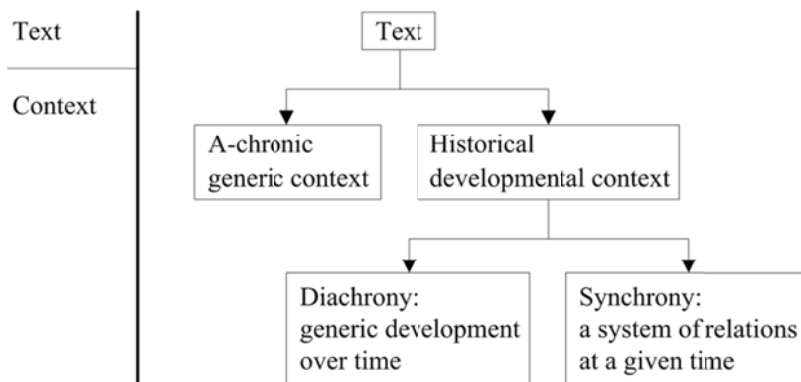 Text
Text
Context
A-chronic
generic context
Historical
developmental context
Diachrony:
generic development
over time
Synchrony:
a system of relations
at a given time